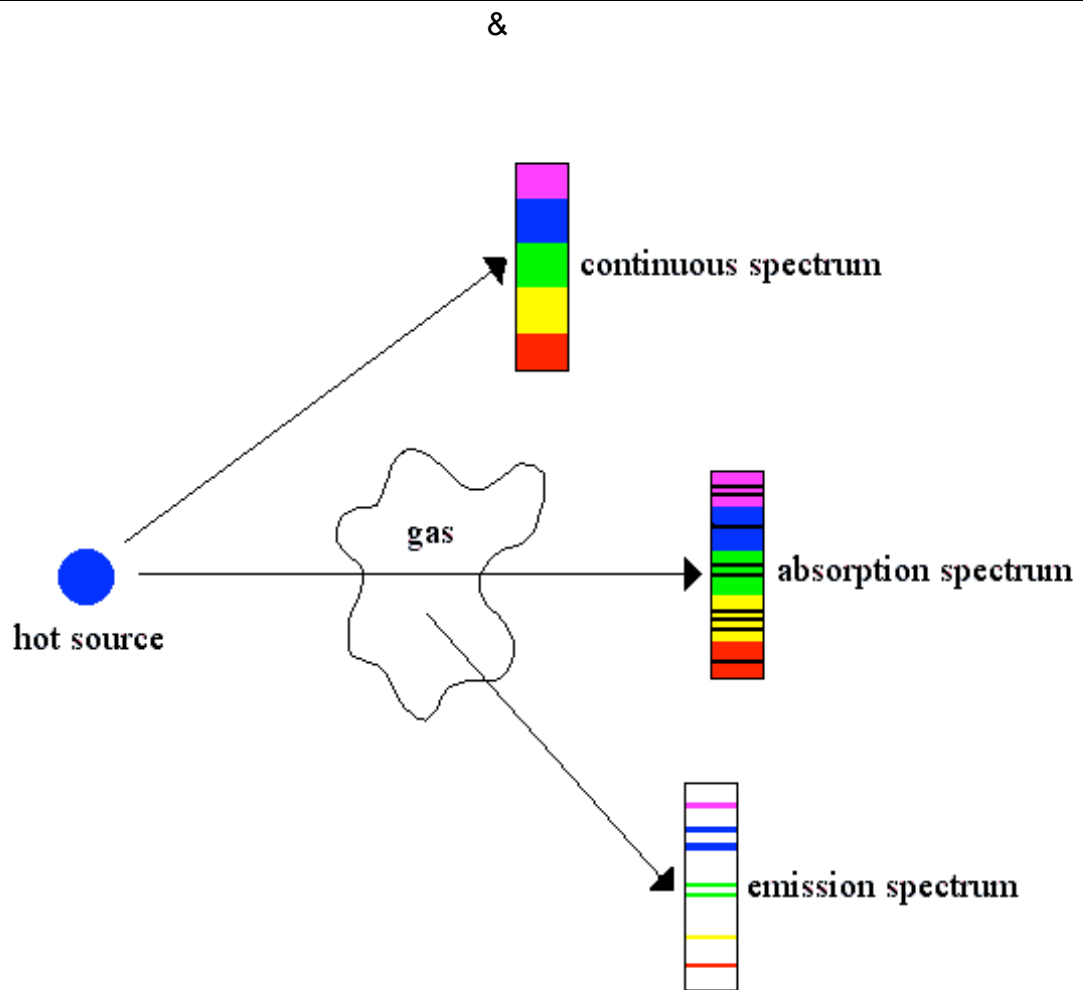 &
continuous spectrum
gas
absorption spectrum
hot source
emission spectrum